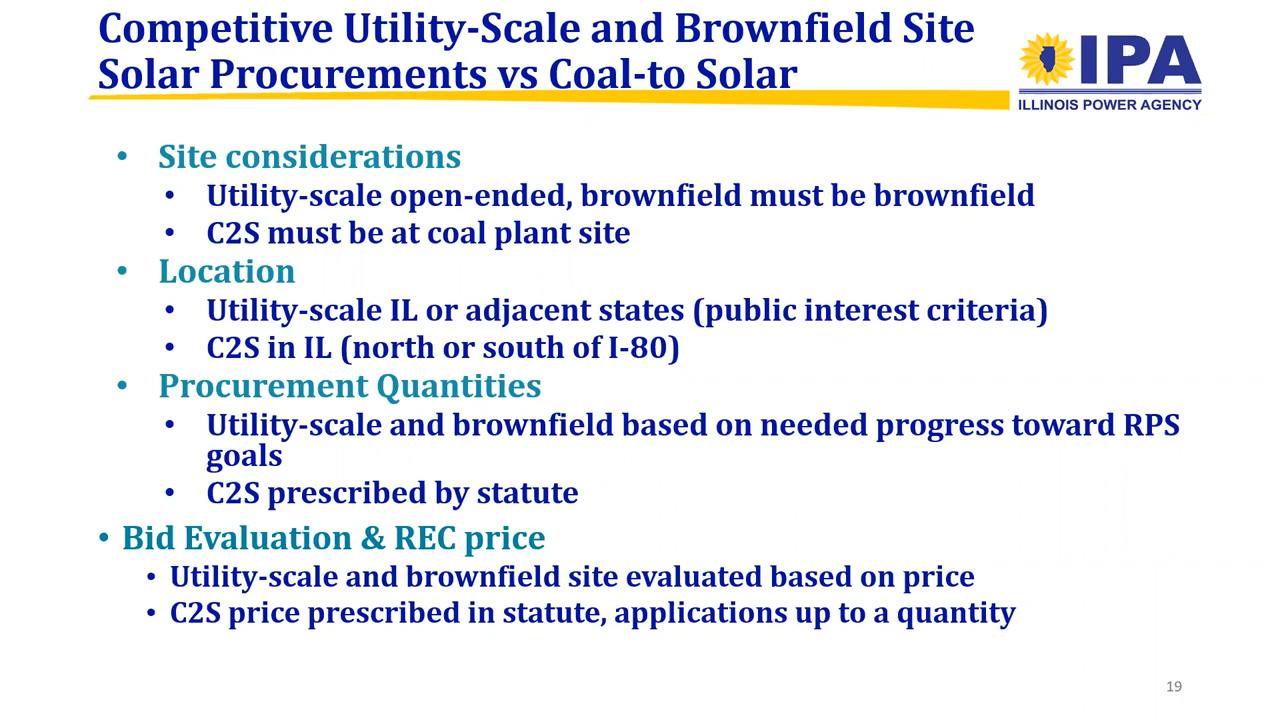 Competitive Utility-Scale and Brownfield Site
Solar Procurements vs Coal-to Solar
IPA
ILLINOIS POWER AGENCY
• Site considerations
• Utility-scale open-ended, brownfield must be brownfield
• C2S must be at coal plant site
• Location
• Utility-scale IL or adjacent states (public interest criteria)
• C2S in IL (north or south of I-80)
• Procurement Quantities
• Utility-scale and brownfield based on needed progress toward RPS
goals
• C2S prescribed by statute
• Bid Evaluation & REC price
• Utility-scale and brownfield site evaluated based on price
• C2S price prescribed in statute, applications up to a quantity
19